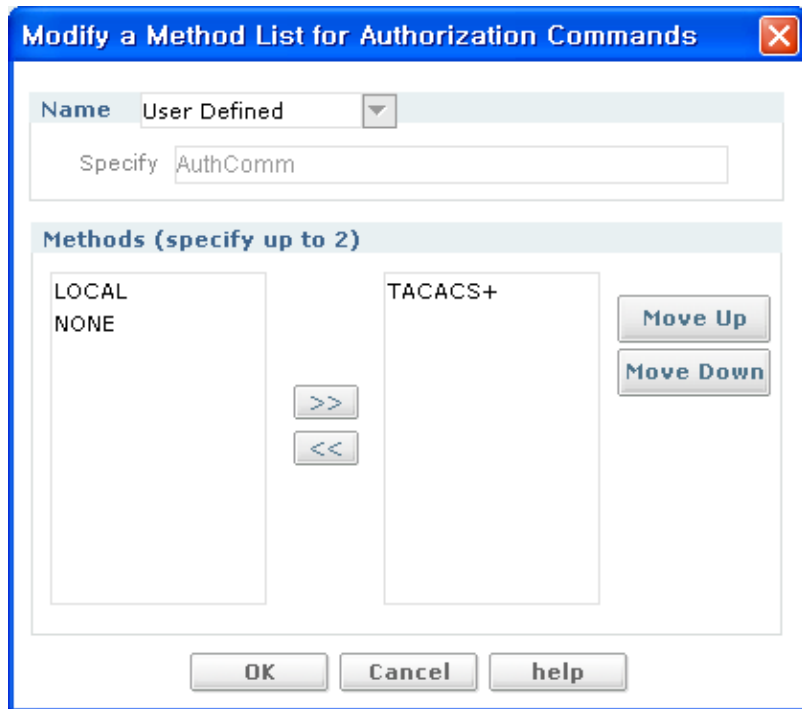 Modify a Method List for Authorization Commands
Name User Defined
Specify AuthComm
Methods (specify up to 2)
LOCAL
NONE
TACACS+
Move Up
Move Down
>>
<<
OK Cancel help